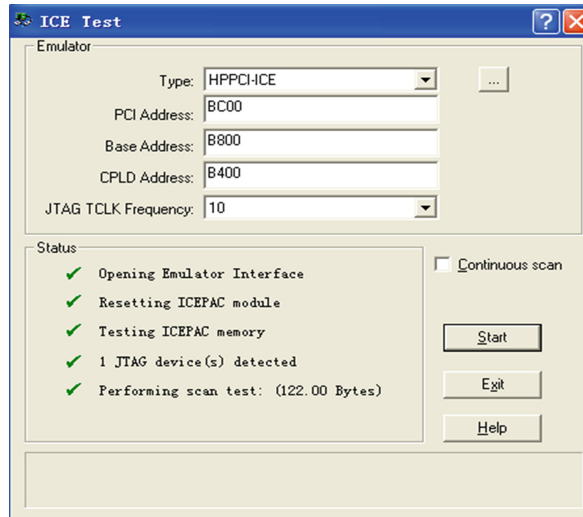 ICE Test
Emulator
Type: HPPCI-ICE ...
PCI Address: BC00
Base Address: B800
CPLD Address: B400
JTAG TCLK Frequency: 10
Status
Opening Emulator Interface
Resetting ICEPAC module
Testing ICEPAC memory
1 JTAG device(s) detected
Performing scan test: (122.00 Bytes)
Continuous scan
Start
Exit
Help